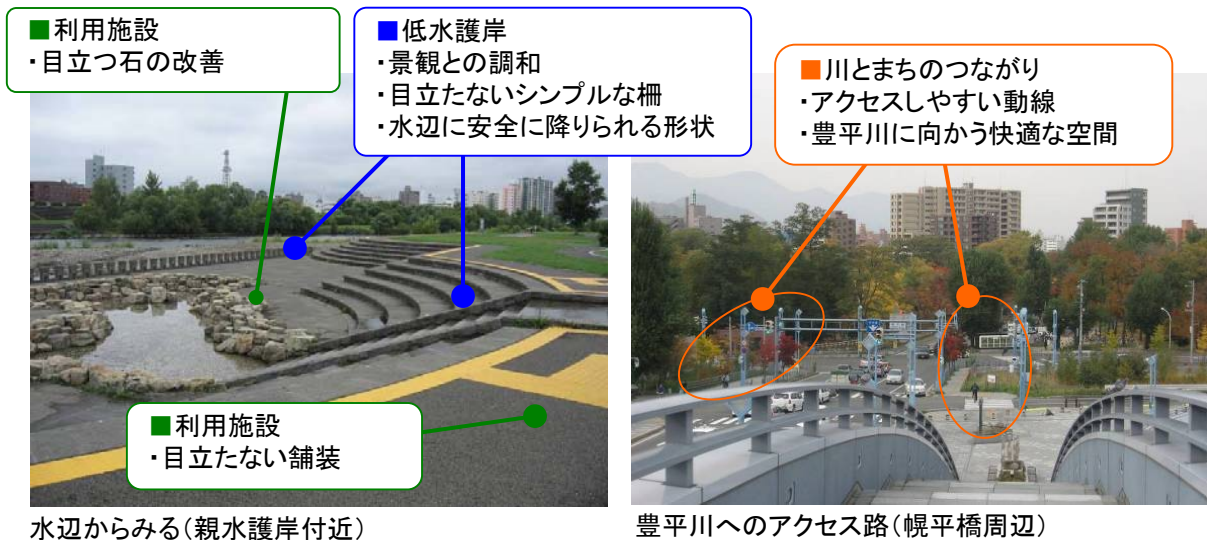 ■利用施設
・目立つ石の改善
■低水護岸
・景観との調和
・目立たないシンプルな柵
・水辺に安全に降りられる形状
■利用施設
・目立たない舗装
水辺からみる(親水護岸付近)
■川とまちのつながり
・アクセスしやすい動線
・豊平川に向かう快適な空間
豊平川へのアクセス路(幌平橋周辺)